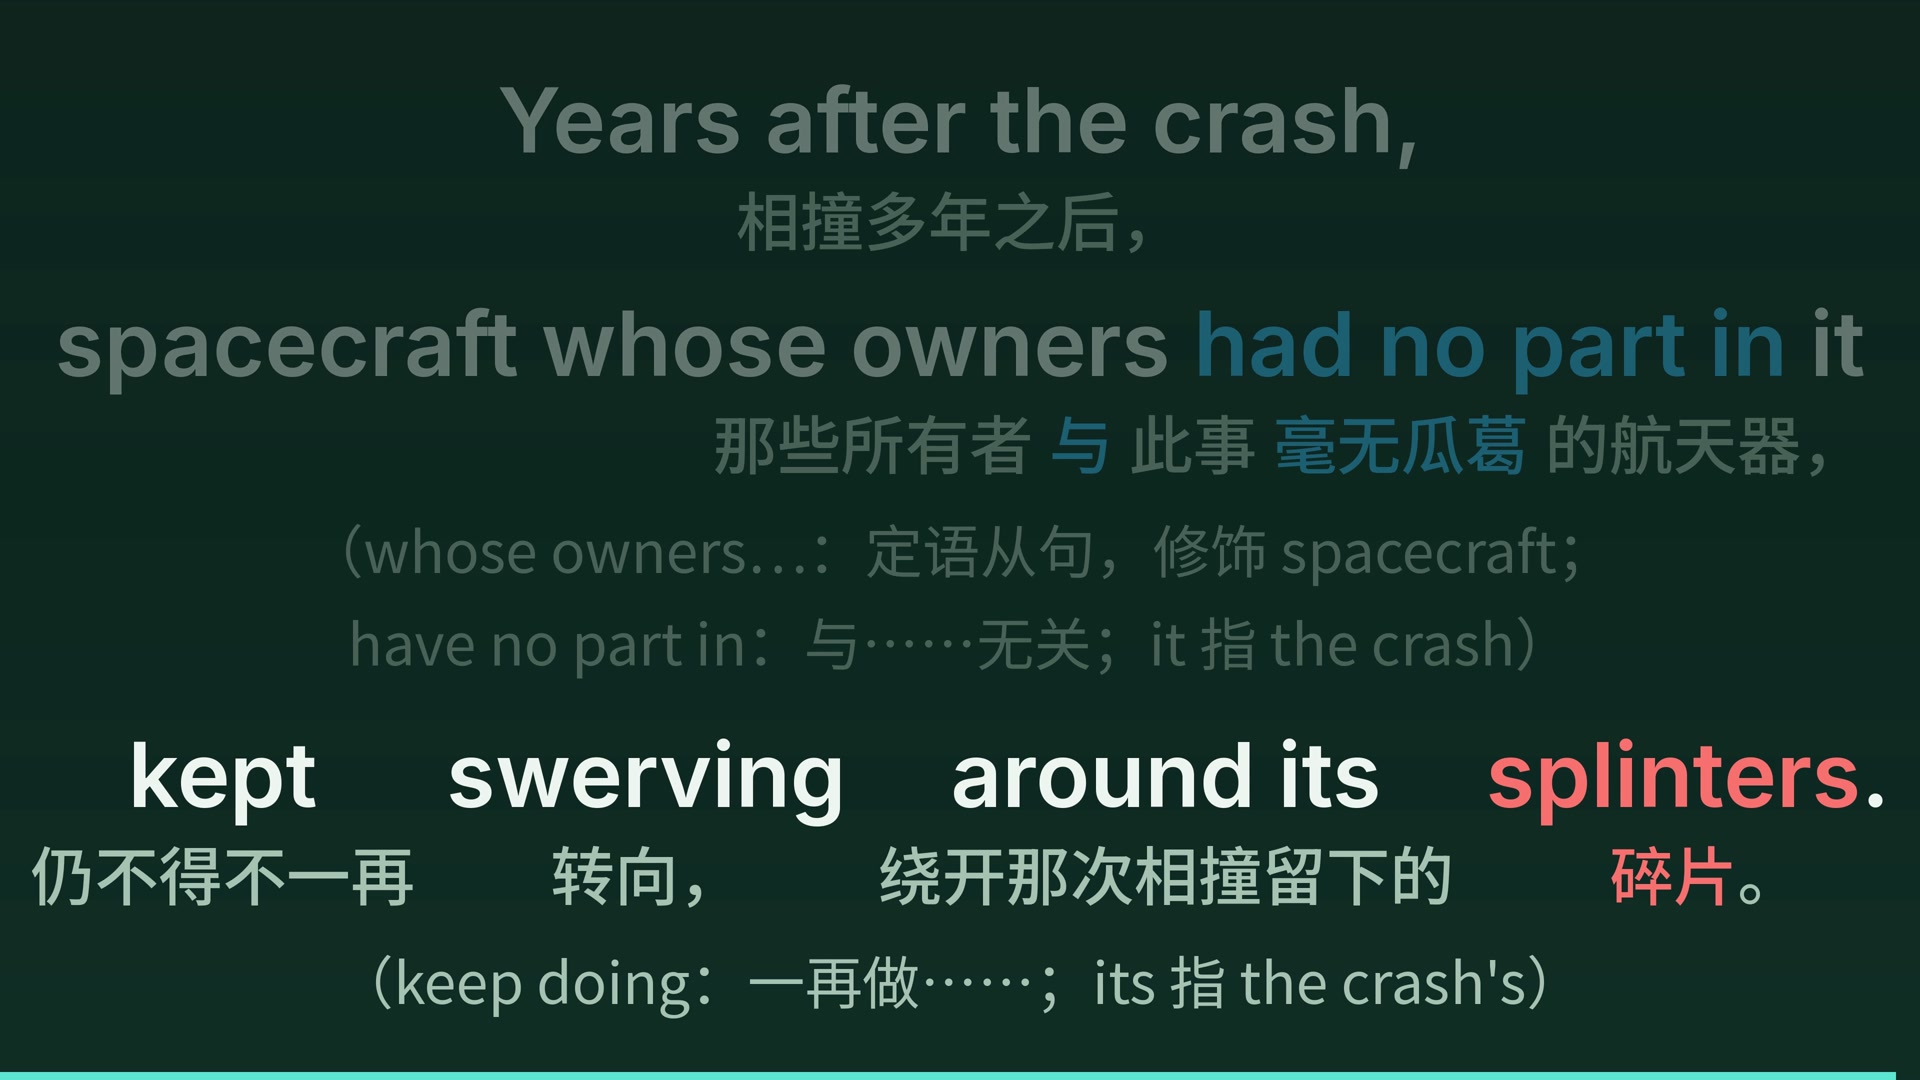 Years after the crash,
相撞多年之后，
spacecraft whose owners had no part in it
那些所有者 与 此事 毫无瓜葛 的航天器，
（whose owners…：定语从句，修饰 spacecraft；
have no part in：与……无关；it 指 the crash）
kept swerving around its splinters.
仍不得不一再 转向， 绕开那次相撞留下的 碎片。
（keep doing：一再做……；its 指 the crash's）